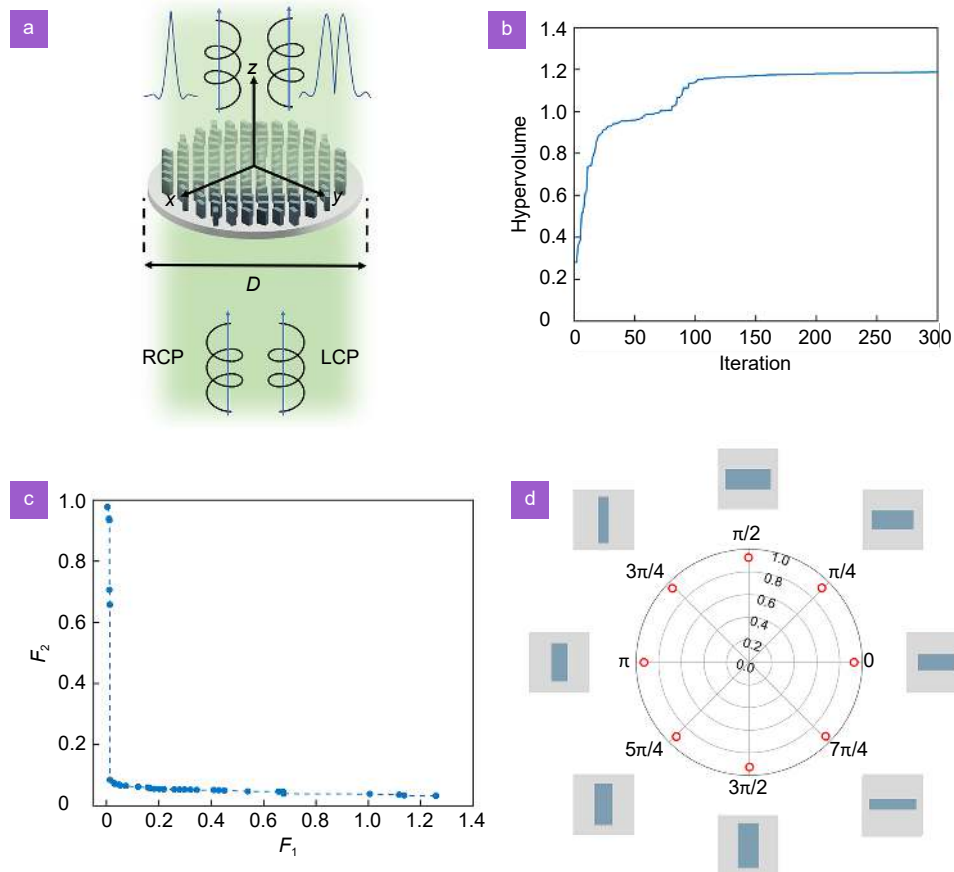 a
z
x
y
D
RCP
LCP
b
1.4
1.2
1.0
0.8
0.6
0.4
0.2
0
Hypervolume
0
50
100
150
200
250
300
Iteration
c
1.0
0.8
0.6
0.4
0.2
0
F2
0
0.2
0.4
0.6
0.8
1.0
1.2
1.4
F1
d
π/2
3π/4
π/4
π
0
5π/4
7π/4
3π/2
1.0
0.8
0.6
0.4
0.2
0.0